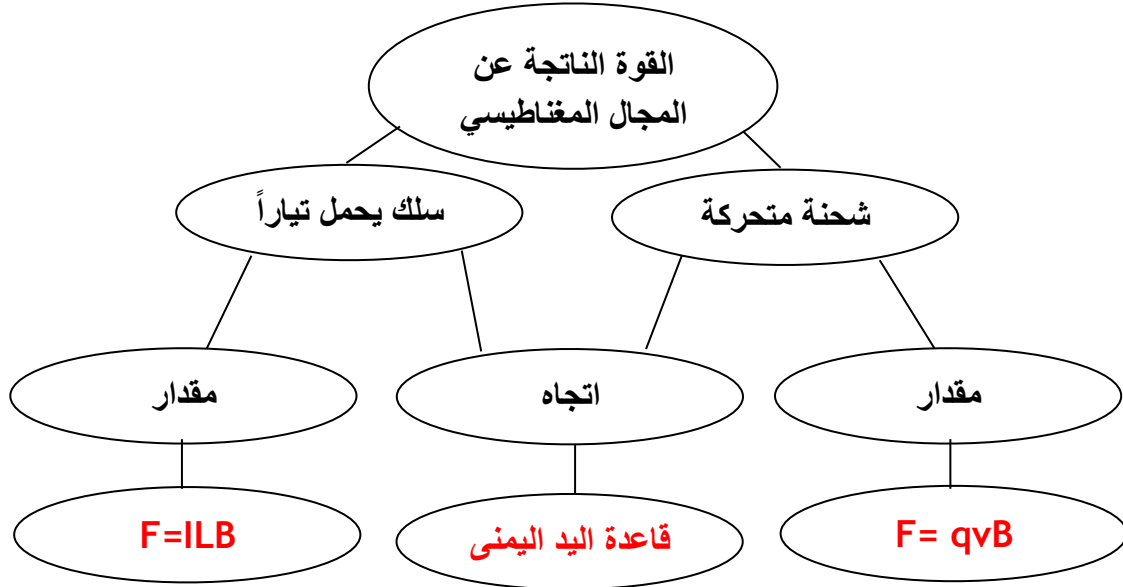 القوة الناتجة عن
المجال المغناطيسي
شحنة متحركة
سلك يحمل تياراً
مقدار
اتجاه
مقدار
F= qvB
قاعدة اليد اليمنى
F=ILB